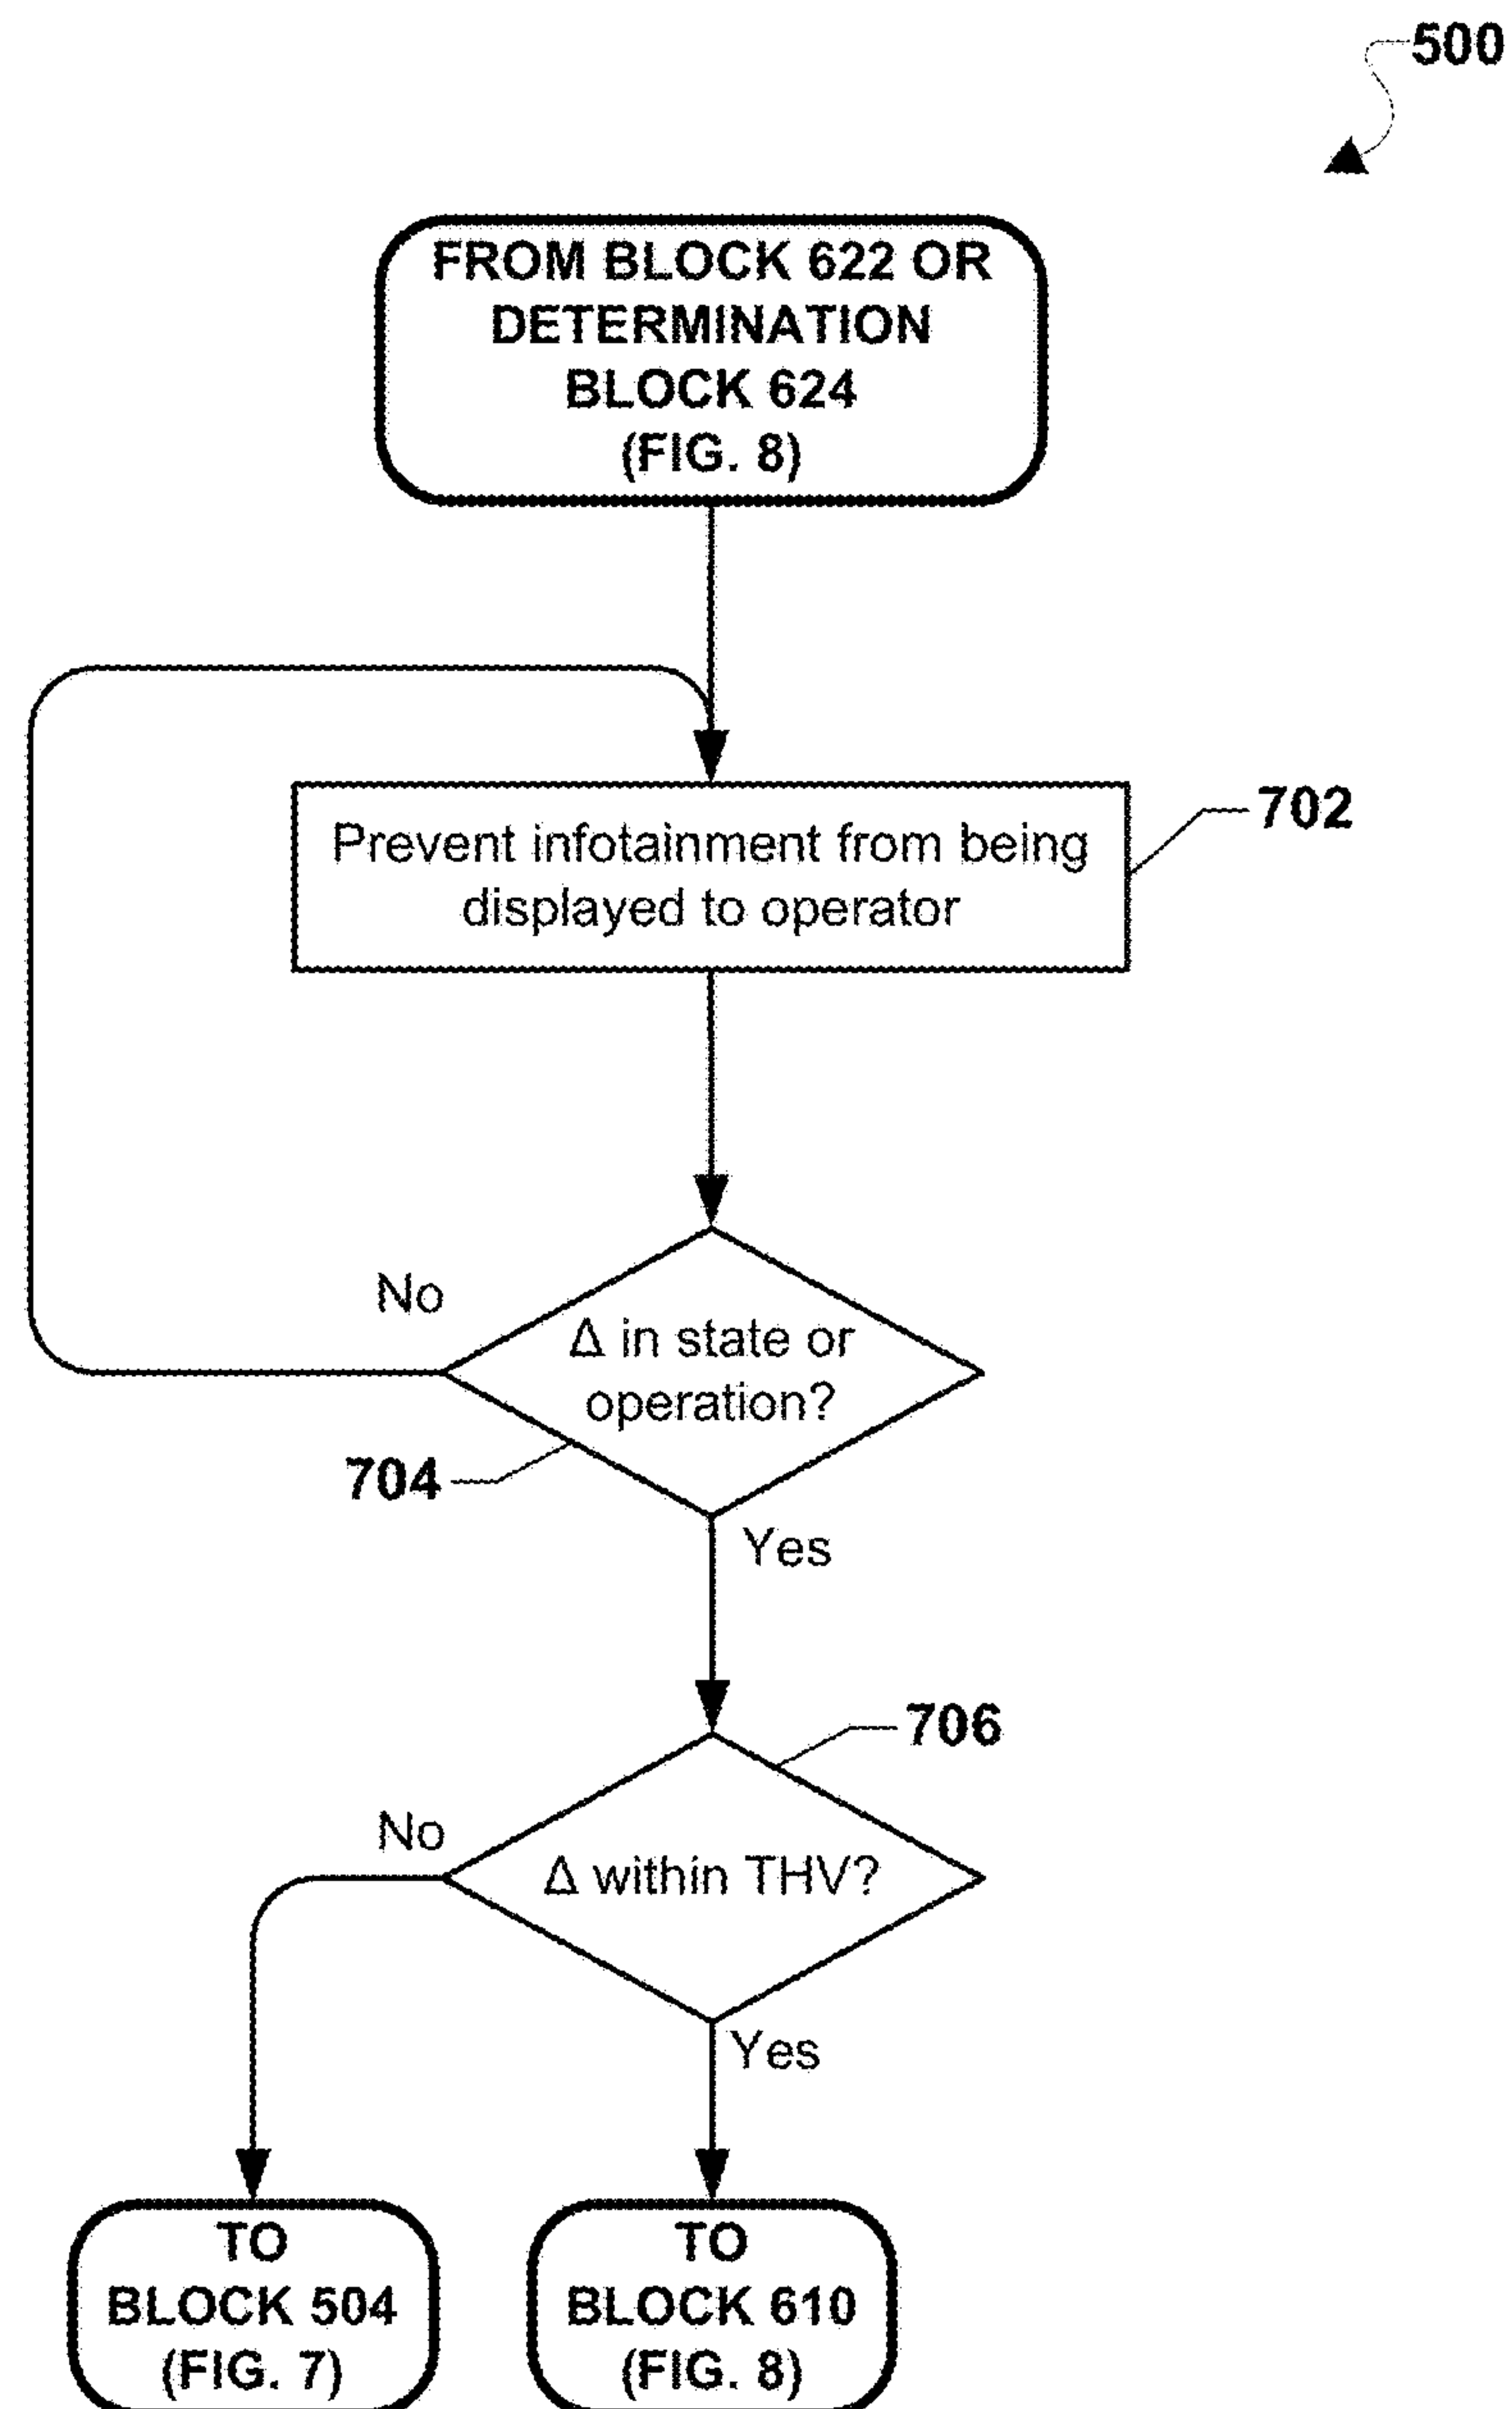 500
FROM BLOCK 622 OR
DETERMINATION
BLOCK 624
(FIG. 8)
702
Prevent infotainment from being
displayed to operator
No
Δ in state or
operation?
704
Yes
706
No
Δ within THV?
Yes
TO
BLOCK 504
(FIG. 7)
TO
BLOCK 610
(FIG. 8)